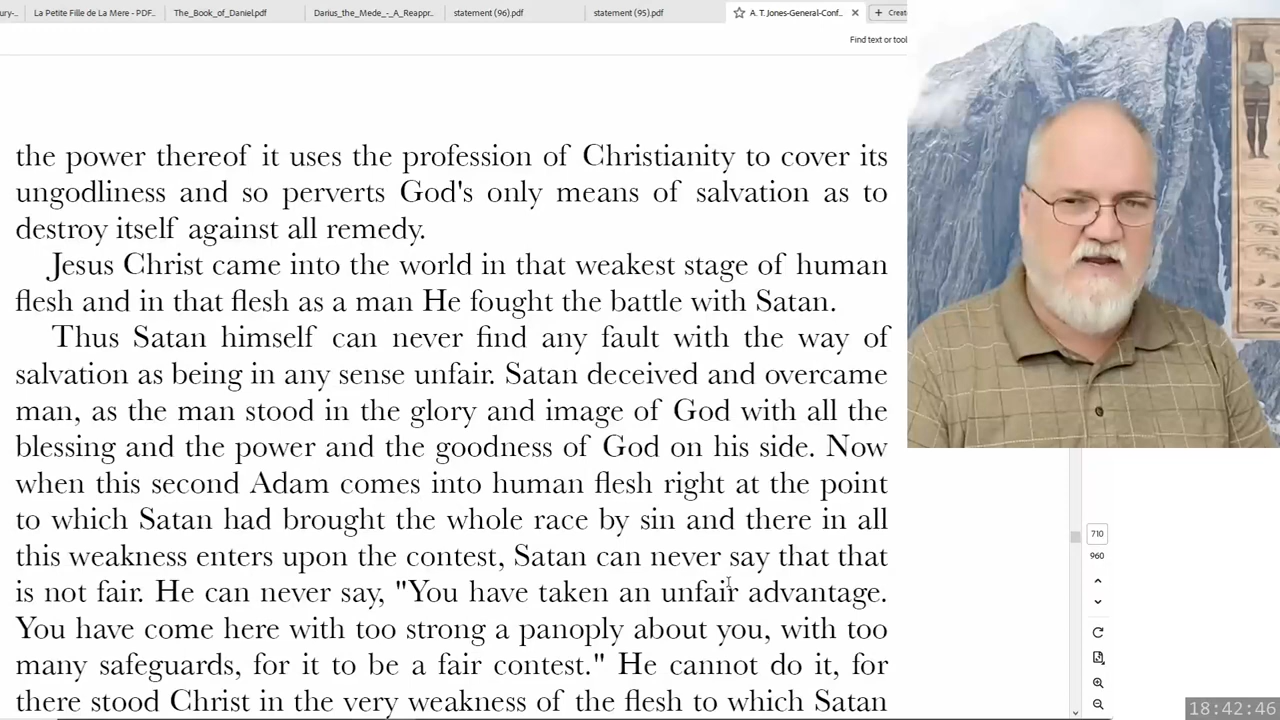 ury-...
La Petite Fille de La Mere - PDF...
The_Book_of_Daniel.pdf
Darius_the_Mede_-_A_Reappr...
statement (96).pdf
statement (95).pdf
A. T. Jones-General-Conf...
+ Creat
Find text or tool
the power thereof it uses the profession of Christianity to cover its
ungodliness and so perverts God's only means of salvation as to
destroy itself against all remedy.
Jesus Christ came into the world in that weakest stage of human
flesh and in that flesh as a man He fought the battle with Satan.
Thus Satan himself can never find any fault with the way of
salvation as being in any sense unfair. Satan deceived and overcame
man, as the man stood in the glory and image of God with all the
blessing and the power and the goodness of God on his side. Now
when this second Adam comes into human flesh right at the point
to which Satan had brought the whole race by sin and there in all
this weakness enters upon the contest, Satan can never say that that
is not fair. He can never say, "You have taken an unfair advantage.
You have come here with too strong a panoply about you, with too
many safeguards, for it to be a fair contest." He cannot do it, for
there stood Christ in the very weakness of the flesh to which Satan
710
960
18:42:46